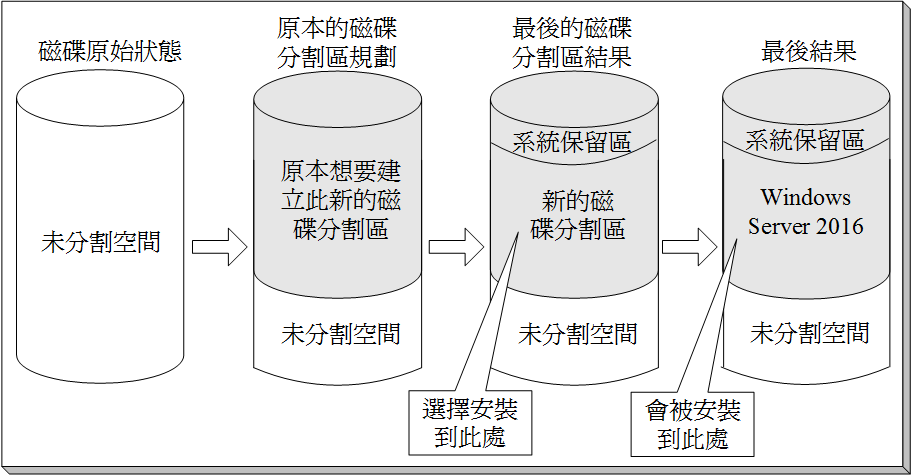 磁碟原始狀態
未分割空間
原本的磁碟
分割區規劃
原本想要建
立此新的磁
碟分割區
未分割空間
最後的磁碟
分割區結果
系統保留區
新的磁
碟分割區
未分割空間
選擇安裝
到此處
最後結果
系統保留區
Windows
Server 2016
未分割空間
會被安裝
到此處